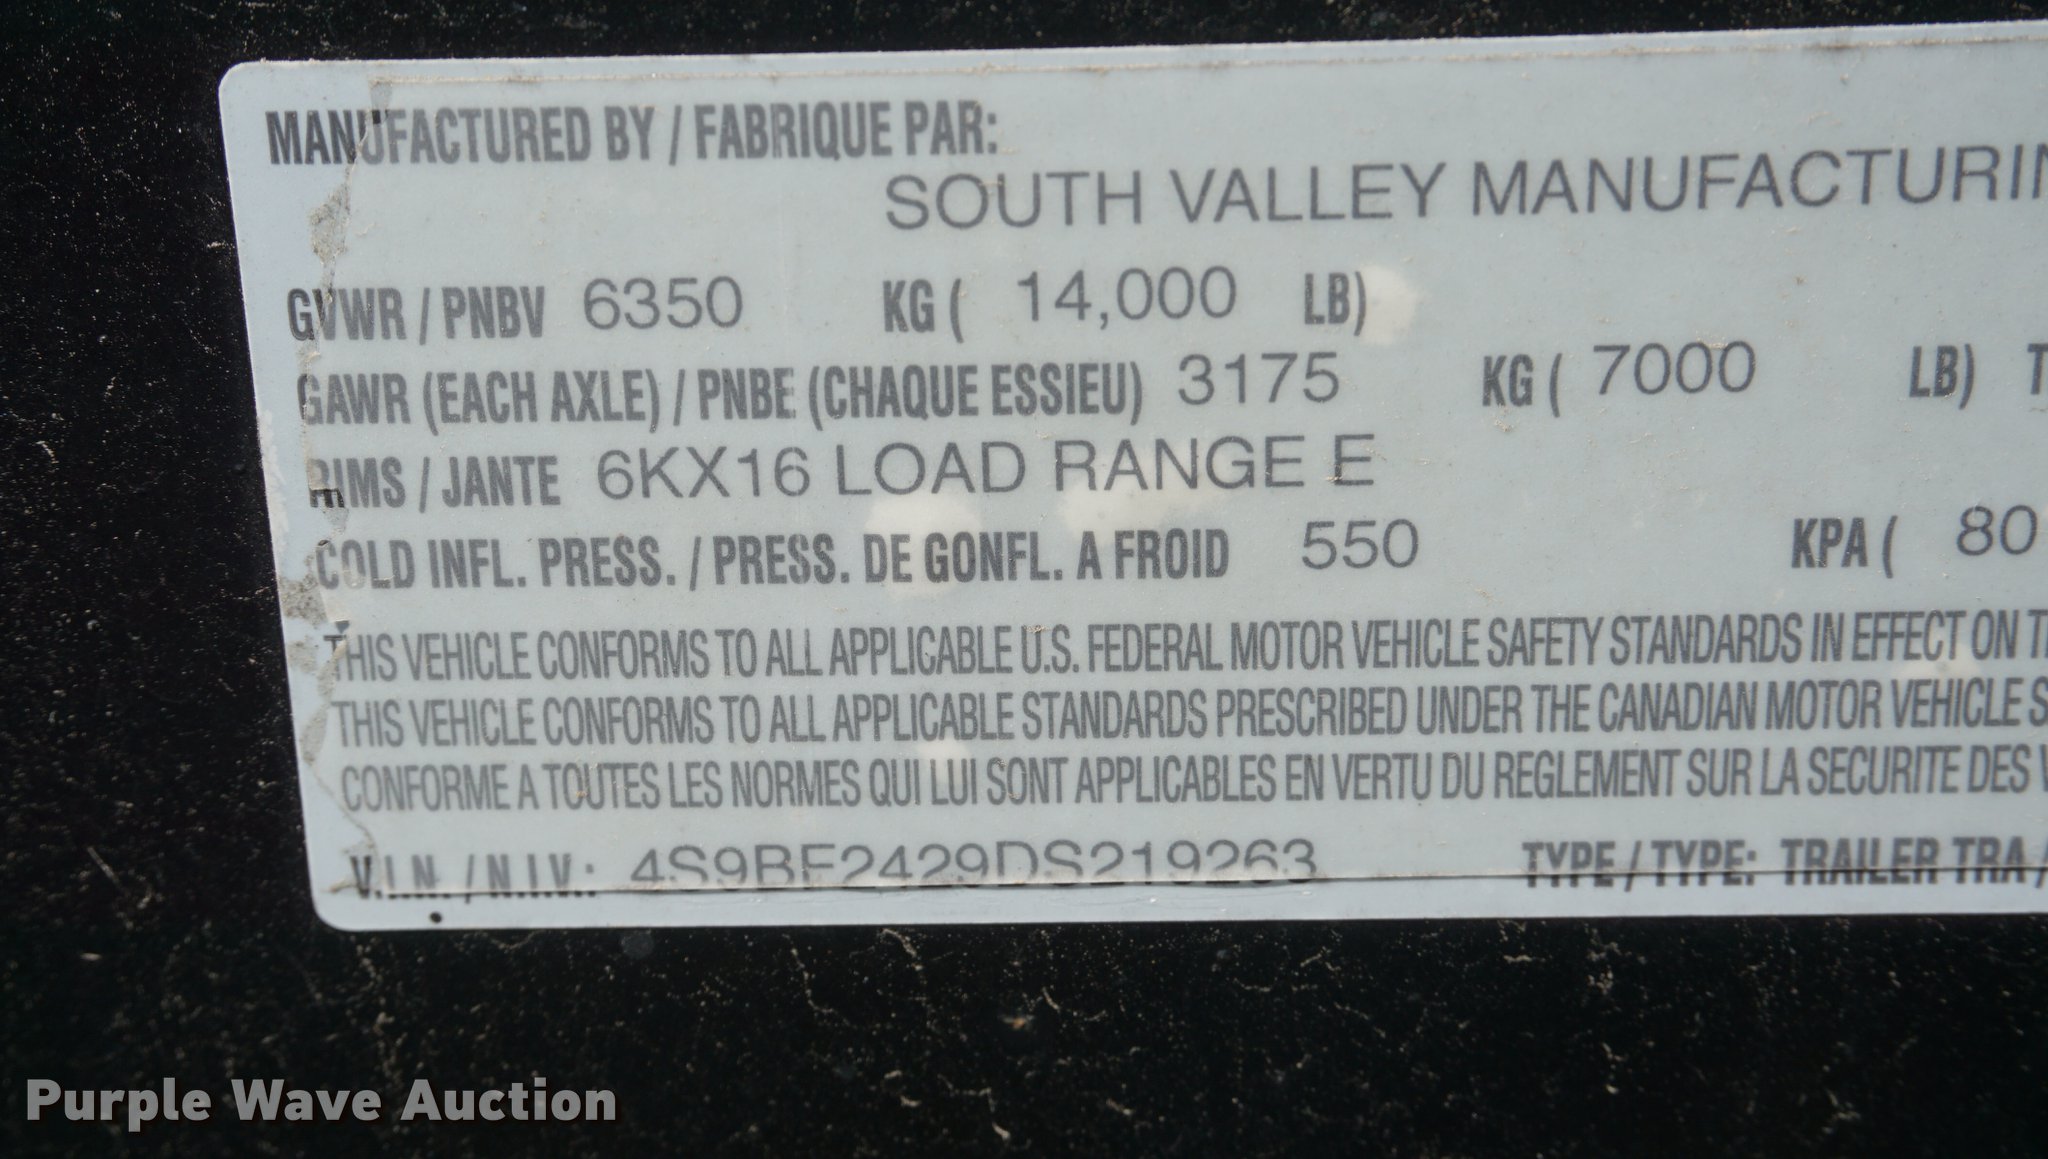 MANUFACTURED BY / FABRIQUE PAR:
SOUTH VALLEY MANUFACTURIN
GVWR / PNBV 6350 KG ( 14,000 LB)
GAWR (EACH AXLE) / PNBE (CHAQUE ESSIEU) 3175 KG ( 7000 LB) T
RIMS / JANTE 6KX16 LOAD RANGE E
COLD INFL. PRESS. / PRESS. DE GONFL. A FROID 550 KPA ( 80
THIS VEHICLE CONFORMS TO ALL APPLICABLE U.S. FEDERAL MOTOR VEHICLE SAFETY STANDARDS IN EFFECT ON T
THIS VEHICLE CONFORMS TO ALL APPLICABLE STANDARDS PRESCRIBED UNDER THE CANADIAN MOTOR VEHICLE S
CONFORME A TOUTES LES NORMES QUI LUI SONT APPLICABLES EN VERTU DU REGLEMENT SUR LA SECURITE DES V
V.I.N. / N.I.V.: 4S9BF2429DS219263 TYPE / TYPE: TRAILER TRA /
Purple Wave Auction